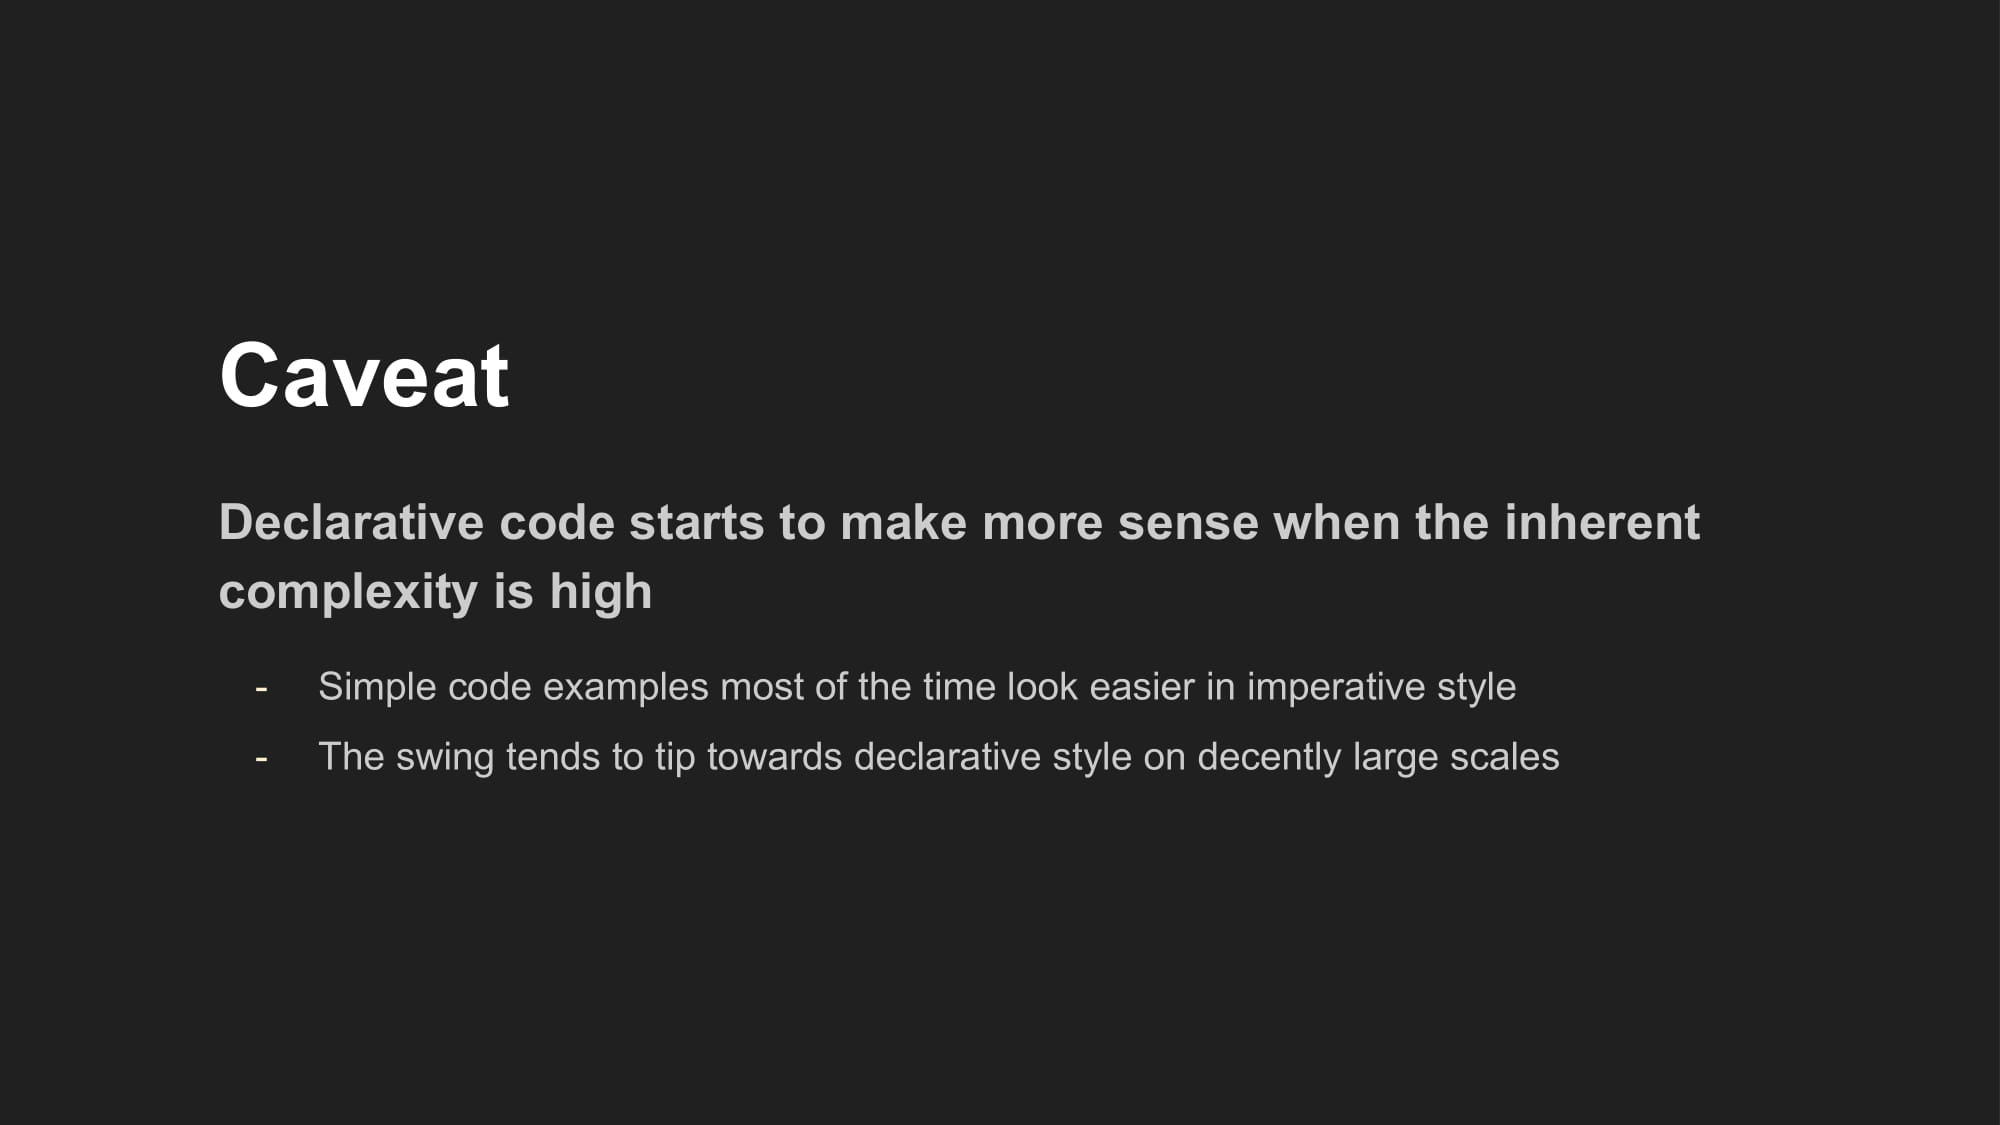 Caveat
Declarative code starts to make more sense when the inherent
complexity is high
- Simple code examples most of the time look easier in imperative style
- The swing tends to tip towards declarative style on decently large scales